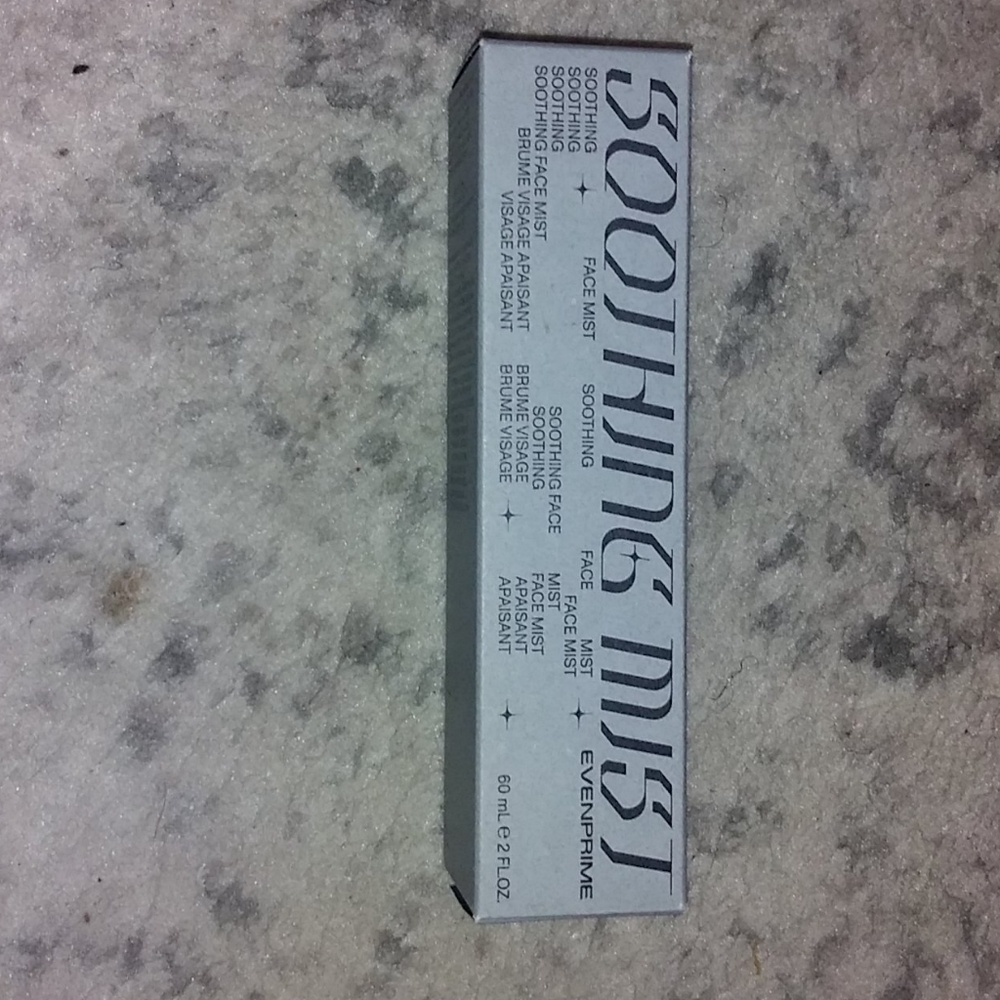 SOOTHING MIST
SOOTHING FACE MIST SOOTHING FACE MIST EVENPRIME
SOOTHING FACE MIST
SOOTHING SOOTHING FACE MIST
SOOTHING FACE MIST SOOTHING FACE MIST
BRUME VISAGE APAISANT BRUME VISAGE APAISANT
VISAGE APAISANT BRUME VISAGE APAISANT 60 mL ℮ 2 FL.OZ.